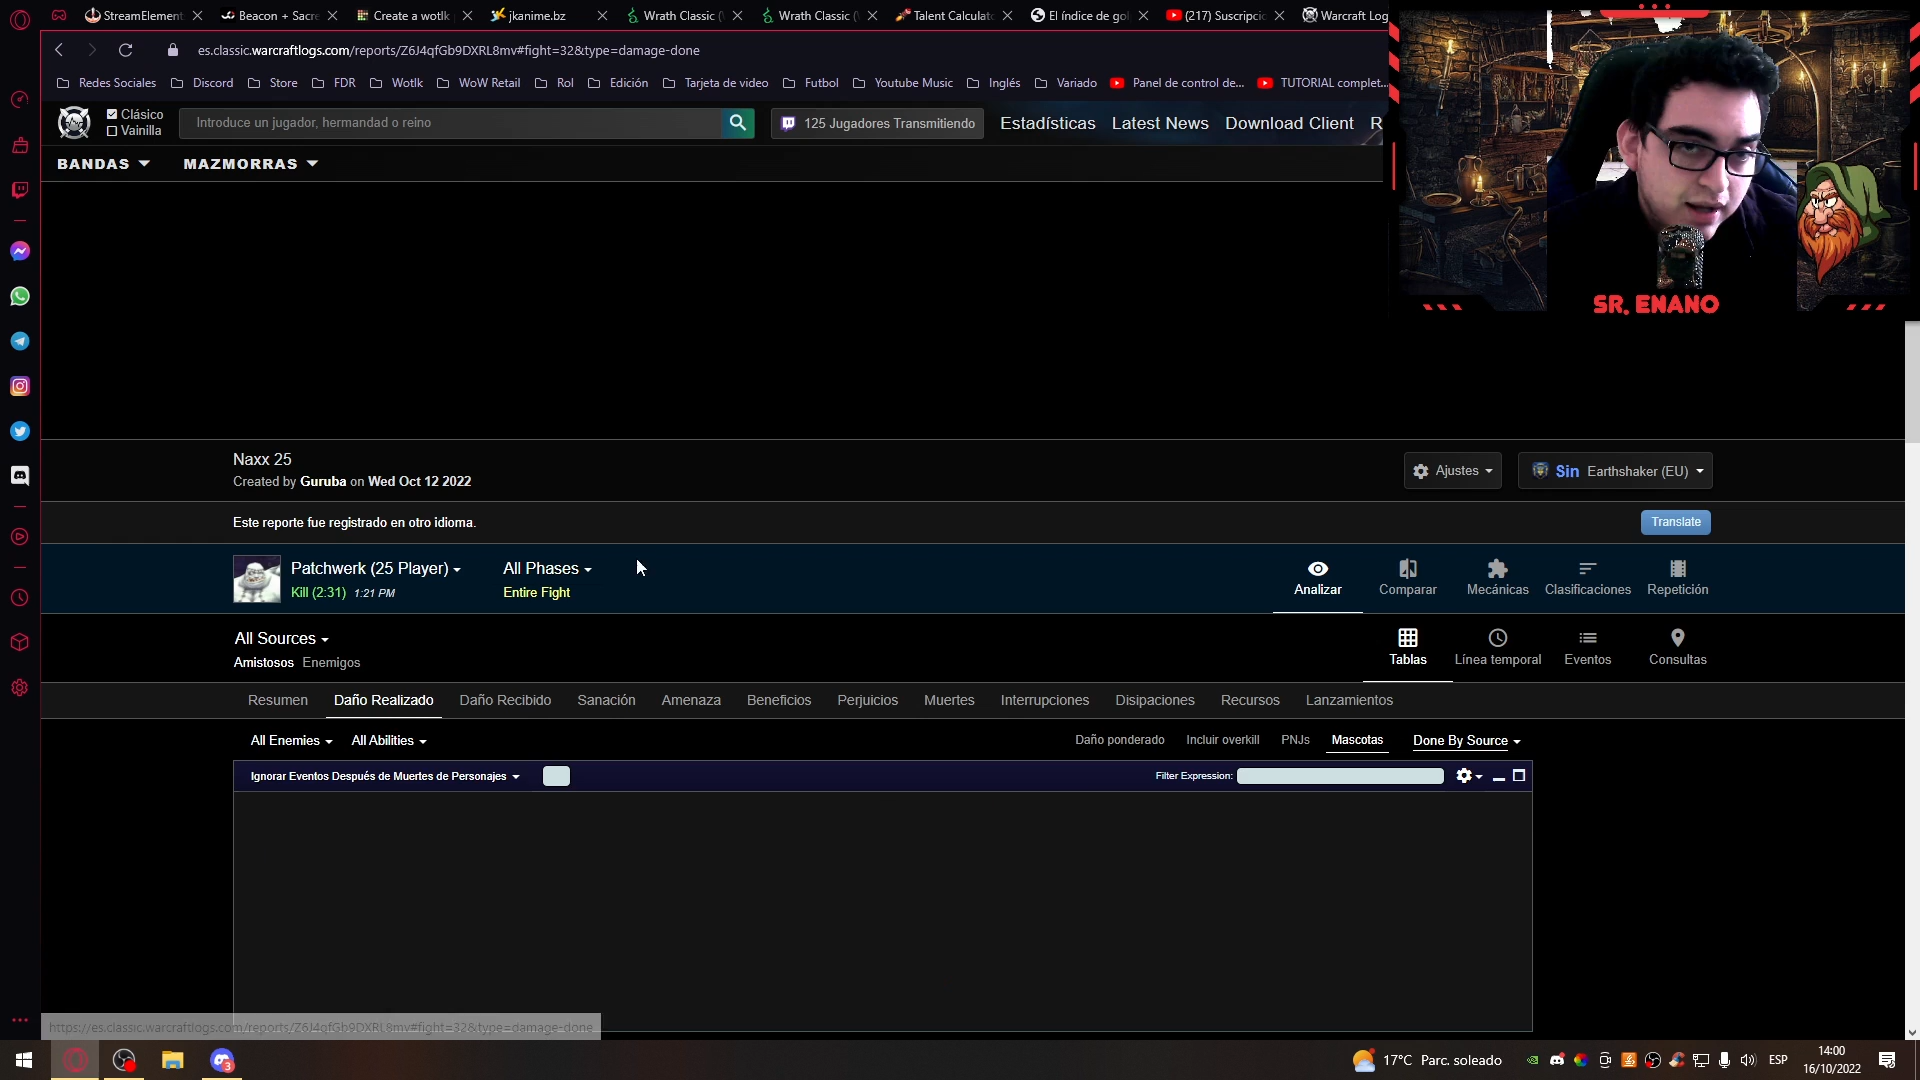 StreamElement
Beacon + Sacre
Create a wotlk
jkanime.bz
Wrath Classic (
Wrath Classic (
Talent Calculato
El índice de gol
(217) Suscripcio
Warcraft Log
es.classic.warcraftlogs.com/reports/Z6J4qfGb9DXRL8mv#fight=32&type=damage-done
Redes Sociales
Discord
Store
FDR
Wotlk
WoW Retail
Rol
Edición
Tarjeta de video
Futbol
Youtube Music
Inglés
Variado
Panel de control de...
TUTORIAL complet...
Clásico
Vainilla
Introduce un jugador, hermandad o reino
125 Jugadores Transmitiendo
Estadísticas
Latest News
Download Client
R
BANDAS
MAZMORRAS
SR. ENANO
Naxx 25
Created by Guruba on Wed Oct 12 2022
Ajustes
Sin Earthshaker (EU)
Este reporte fue registrado en otro idioma.
Translate
Patchwerk (25 Player)
Kill (2:31) 1:21 PM
All Phases
Entire Fight
Analizar
Comparar
Mecánicas
Clasificaciones
Repetición
All Sources
Amistosos Enemigos
Tablas
Línea temporal
Eventos
Consultas
Resumen
Daño Realizado
Daño Recibido
Sanación
Amenaza
Beneficios
Perjuicios
Muertes
Interrupciones
Disipaciones
Recursos
Lanzamientos
All Enemies
All Abilities
Daño ponderado
Incluir overkill
PNJs
Mascotas
Done By Source
Ignorar Eventos Después de Muertes de Personajes
Filter Expression:
https://es.classic.warcraftlogs.com/reports/Z6J4qfGb9DXRL8mv#fight=32&type=damage-done
3
17°C Parc. soleado
ESP
14:00
16/10/2022